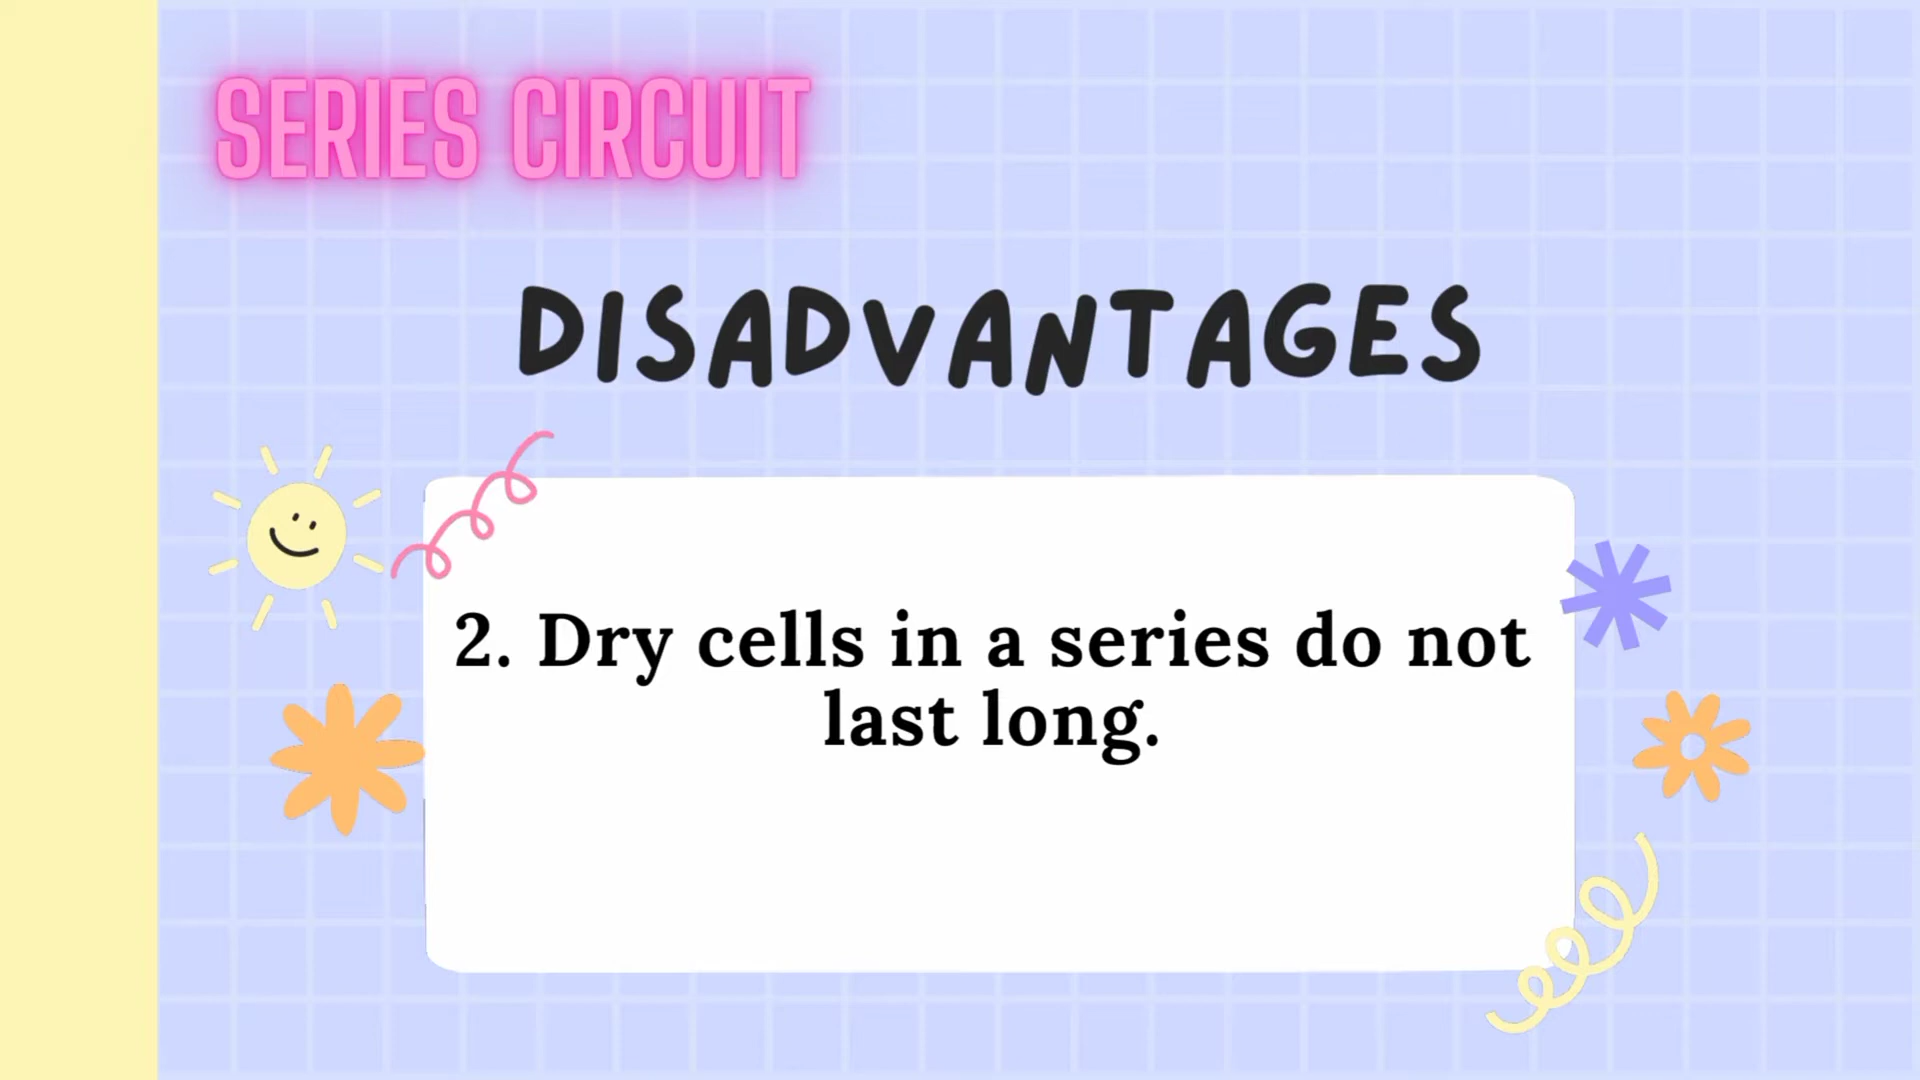 SERIES CIRCUIT
DISADVANTAGES
2. Dry cells in a series do not
last long.